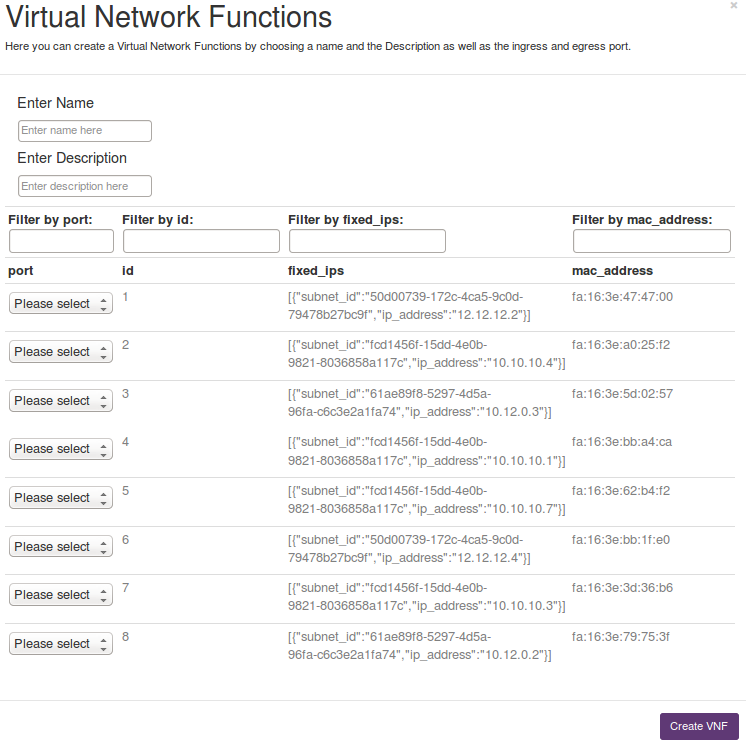 Virtual Network Functions
×
Here you can create a Virtual Network Functions by choosing a name and the Description as well as the ingress and egress port.
Enter Name
Enter name here
Enter Description
Enter description here
Filter by port: Filter by id: Filter by fixed_ips: Filter by mac_address:
port id fixed_ips mac_address
Please select 1 [{"subnet_id":"50d00739-172c-4ca5-9c0d- fa:16:3e:47:47:00
79478b27bc9f","ip_address":"12.12.12.2"}]
Please select 2 [{"subnet_id":"fcd1456f-15dd-4e0b- fa:16:3e:a0:25:f2
9821-8036858a117c","ip_address":"10.10.10.4"}]
Please select 3 [{"subnet_id":"61ae89f8-5297-4d5a- fa:16:3e:5d:02:57
96fa-c6c3e2a1fa74","ip_address":"10.12.0.3"}]
Please select 4 [{"subnet_id":"fcd1456f-15dd-4e0b- fa:16:3e:bb:a4:ca
9821-8036858a117c","ip_address":"10.10.10.1"}]
Please select 5 [{"subnet_id":"fcd1456f-15dd-4e0b- fa:16:3e:62:b4:f2
9821-8036858a117c","ip_address":"10.10.10.7"}]
Please select 6 [{"subnet_id":"50d00739-172c-4ca5-9c0d- fa:16:3e:bb:1f:e0
79478b27bc9f","ip_address":"12.12.12.4"}]
Please select 7 [{"subnet_id":"fcd1456f-15dd-4e0b- fa:16:3e:3d:36:b6
9821-8036858a117c","ip_address":"10.10.10.3"}]
Please select 8 [{"subnet_id":"61ae89f8-5297-4d5a- fa:16:3e:79:75:3f
96fa-c6c3e2a1fa74","ip_address":"10.12.0.2"}]
Create VNF